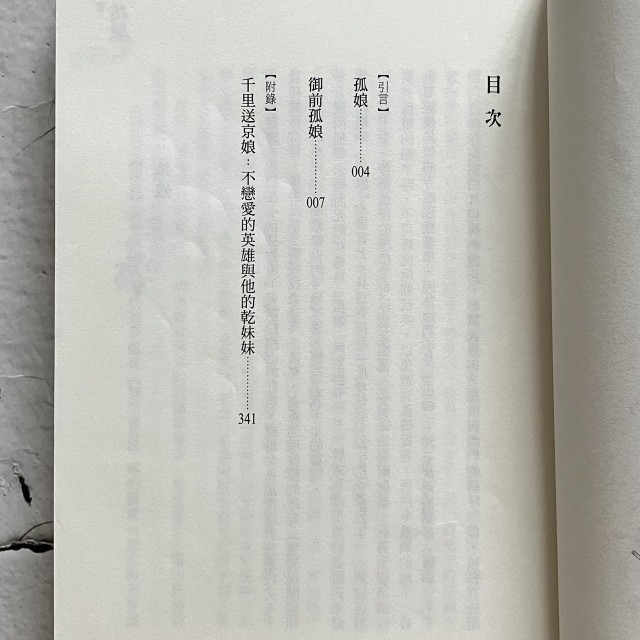 目次
【引言】
孤娘…………004
御前孤娘…………007
【附錄】
千里送京娘：不戀愛的英雄與他的乾妹妹…………341